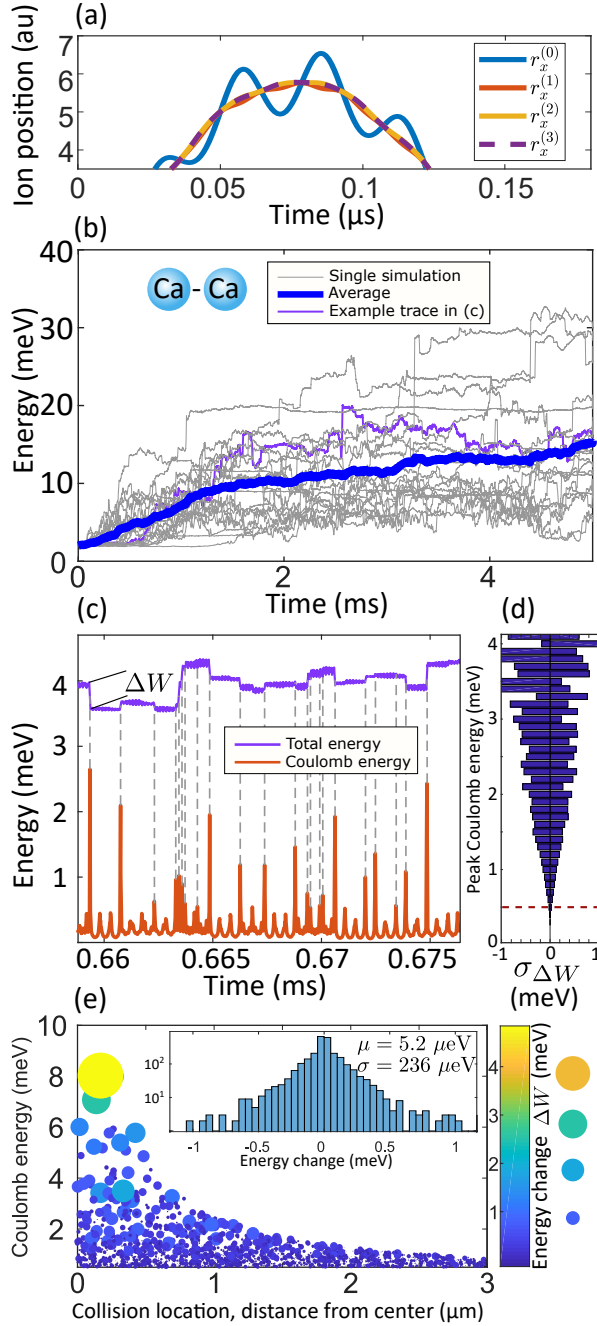 (a)
Ion position (au)
7
6
5
4
r_x^(0)
r_x^(1)
r_x^(2)
r_x^(3)
0
0.05
0.1
0.15
Time (µs)
(b)
Energy (meV)
40
30
20
10
0
Ca - Ca
Single simulation
Average
Example trace in (c)
0
2
4
Time (ms)
(c)
Energy (meV)
4
3
2
1
ΔW
Total energy
Coulomb energy
0.66
0.665
0.67
0.675
Time (ms)
(d)
Peak Coulomb energy (meV)
4
3
2
1
0
-1
0
1
σ_ΔW
(meV)
(e)
Coulomb energy (meV)
10
8
6
4
2
10²
10¹
μ = 5.2 μeV
σ = 236 μeV
-1
-0.5
0
0.5
1
Energy change (meV)
4
3
2
1
Energy change ΔW (meV)
0
1
2
3
Collision location, distance from center (µm)